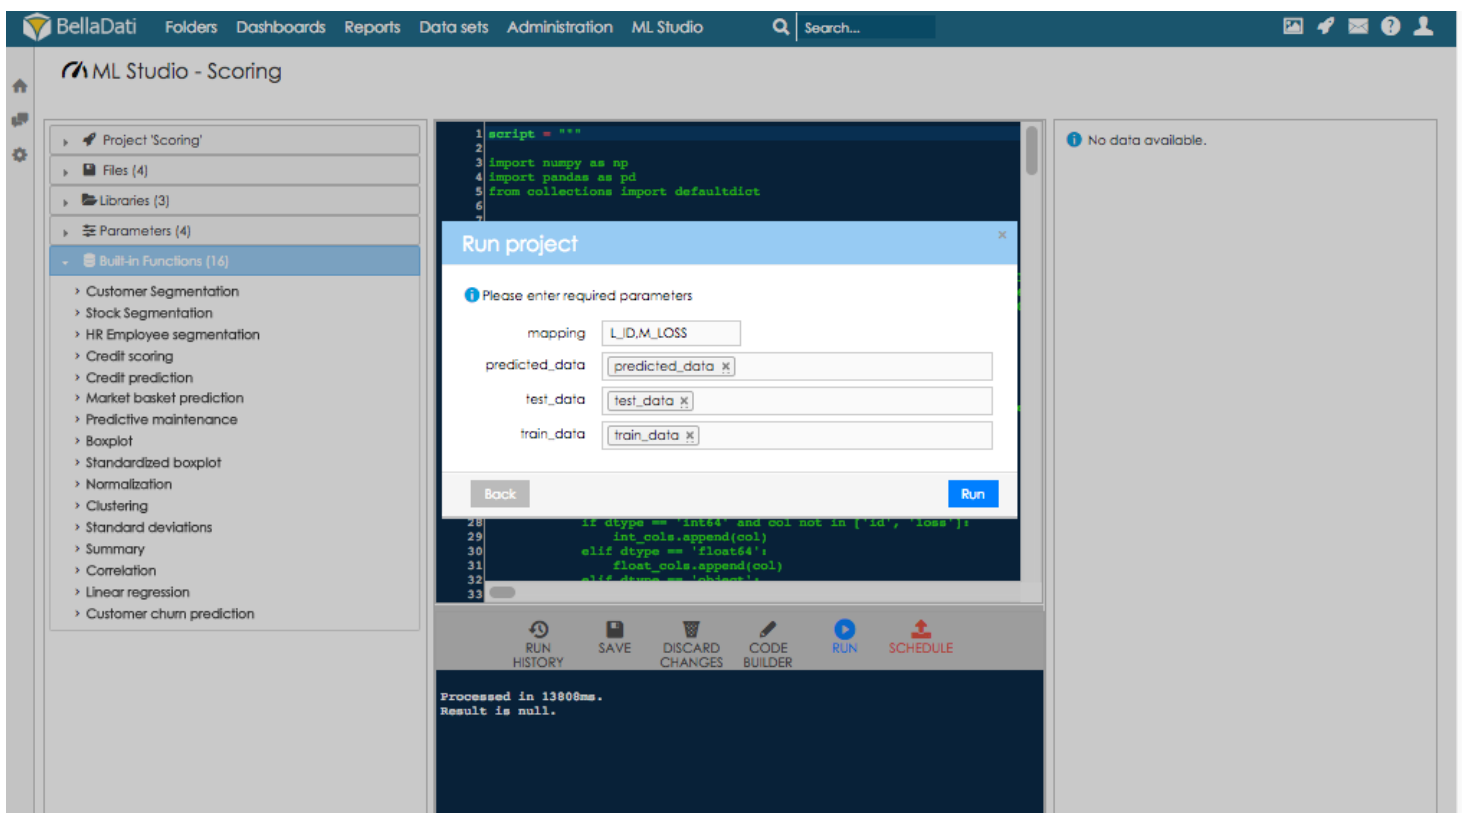 BellaDati Folders Dashboards Reports Data sets Administration ML Studio Search...
ML Studio - Scoring
Project 'Scoring'
Files (4)
Libraries (3)
Parameters (4)
Built-in Functions (16)
Customer Segmentation
Stock Segmentation
HR Employee segmentation
Credit scoring
Credit prediction
Market basket prediction
Predictive maintenance
Boxplot
Standardized boxplot
Normalization
Clustering
Standard deviations
Summary
Correlation
Linear regression
Customer churn prediction
1 script = """
2
3 import numpy as np
4 import pandas as pd
5 from collections import defaultdict
6
7
Run project ×
Please enter required parameters
mapping L_ID,M_LOSS
predicted_data predicted_data ×
test_data test_data ×
train_data train_data ×
Back Run
28 if dtype == 'int64' and col not in ['id', 'loss']:
29 int_cols.append(col)
30 elif dtype == 'float64':
31 float_cols.append(col)
32 elif dtype == 'object':
33
RUN HISTORY
SAVE
DISCARD CHANGES
CODE BUILDER
RUN
SCHEDULE
Processed in 13808ms.
Result is null.
No data available.